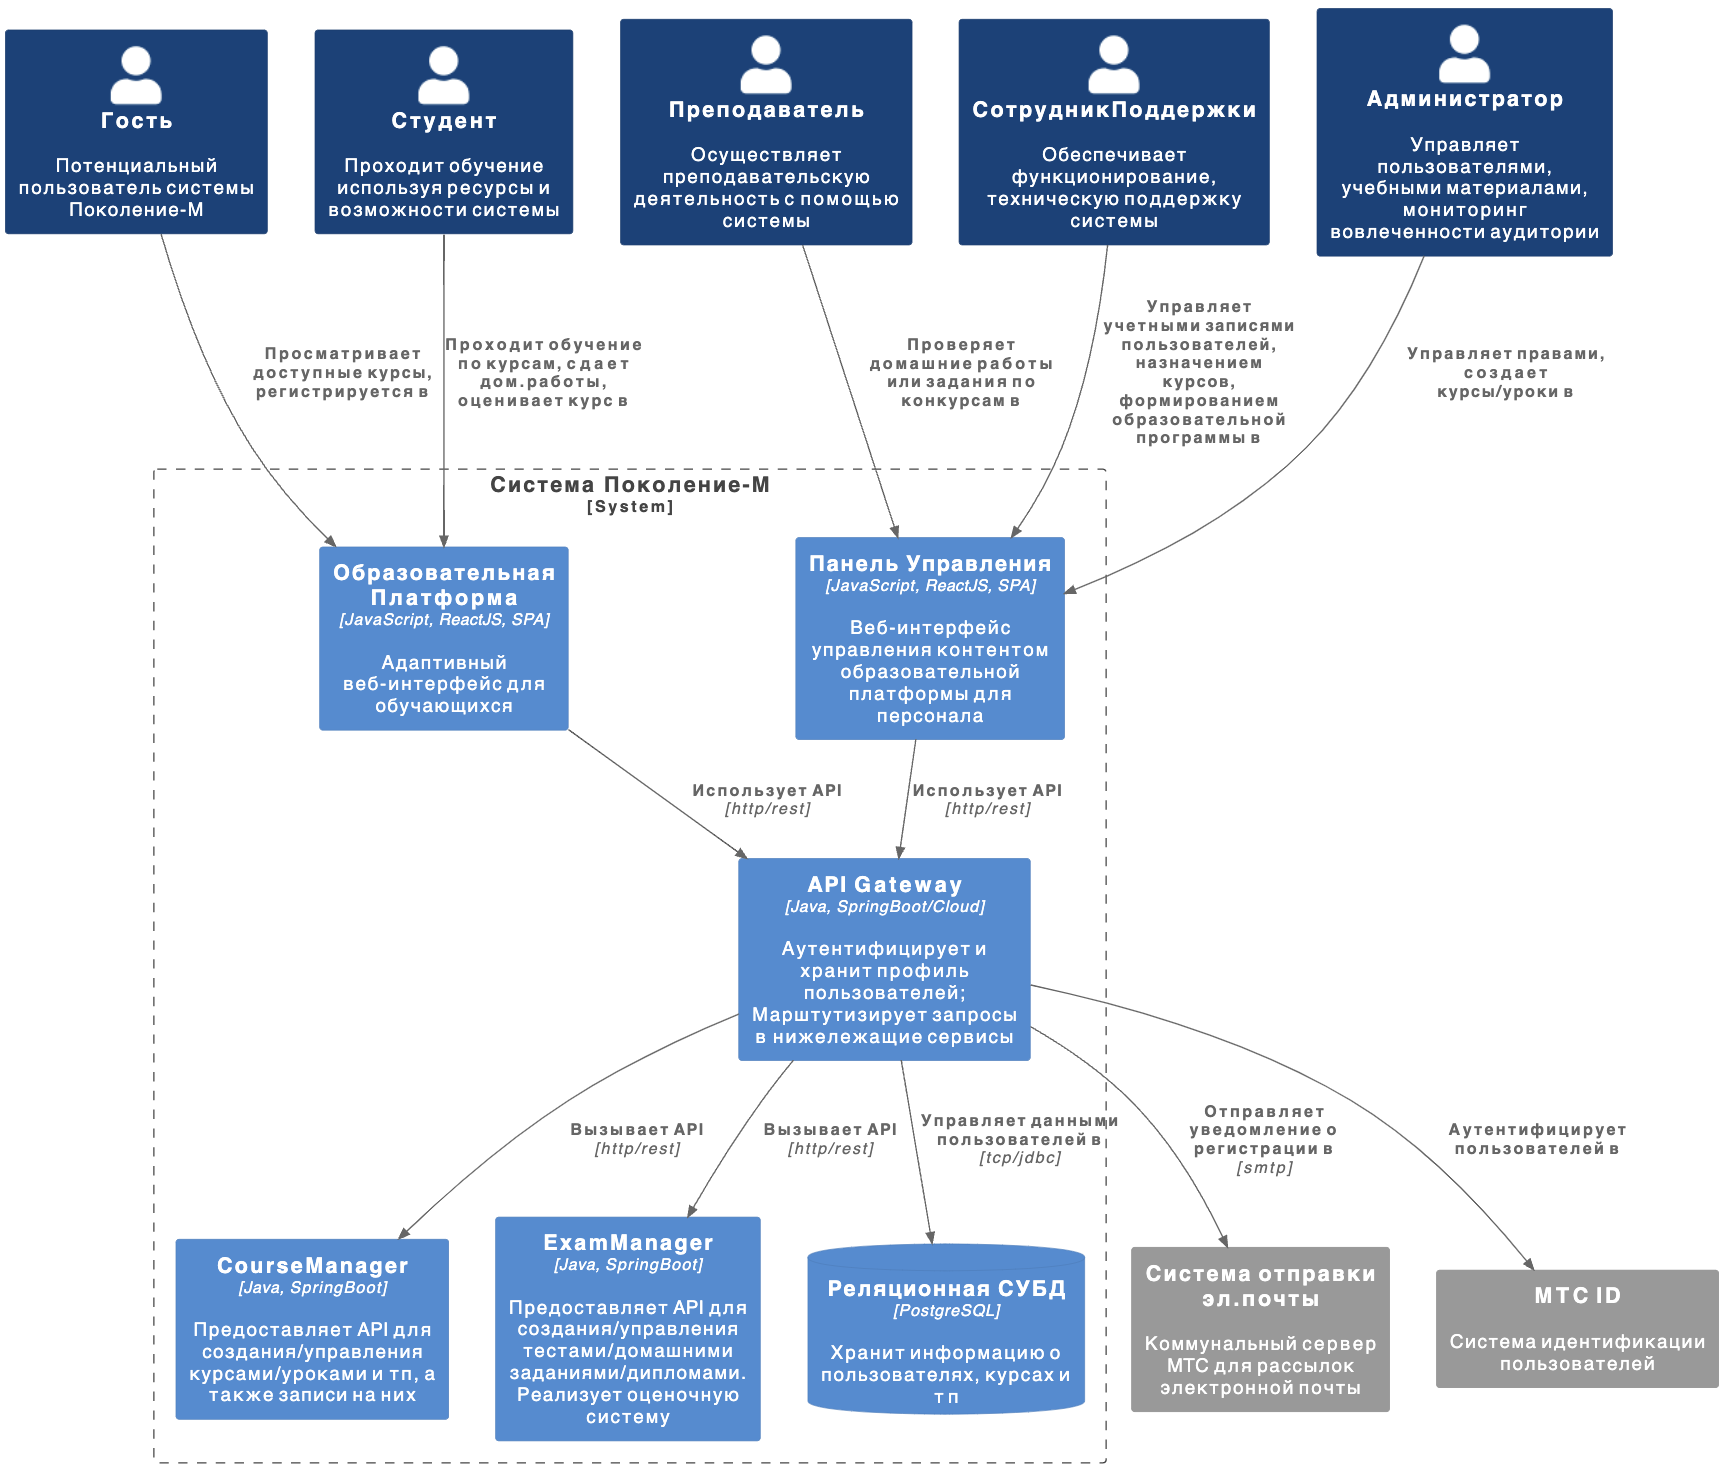 Гость
Потенциальный
пользователь системы
Поколение-М
Студент
Проходит обучение
используя ресурсы и
возможности системы
Преподаватель
Осуществляет
преподавательскую
деятельность с помощью
системы
СотрудникПоддержки
Обеспечивает
функционирование,
техническую поддержку
системы
Администратор
Управляет
пользователями,
учебными материалами,
мониторинг
вовлеченности аудитории
Просматривает
доступные курсы,
регистрируется в
Проходит обучение
по курсам, сдает
дом.работы,
оценивает курс в
Проверяет
домашние работы
или задания по
конкурсам в
Управляет
учетными записями
пользователей,
назначением
курсов,
формированием
образовательной
программы в
Управляет правами,
создает
курсы/уроки в
Система Поколение-М
[System]
Образовательная
Платформа
[JavaScript, ReactJS, SPA]
Адаптивный
веб-интерфейс для
обучающихся
Панель Управления
[JavaScript, ReactJS, SPA]
Веб-интерфейс
управления контентом
образовательной
платформы для
персонала
Использует API
[http/rest]
Использует API
[http/rest]
API Gateway
[Java, SpringBoot/Cloud]
Аутентифицирует и
хранит профиль
пользователей;
Марштутизирует запросы
в нижележащие сервисы
Вызывает API
[http/rest]
Вызывает API
[http/rest]
Управляет данными
пользователей в
[tcp/jdbc]
Отправляет
уведомление о
регистрации в
[smtp]
Аутентифицирует
пользователей в
CourseManager
[Java, SpringBoot]
Предоставляет API для
создания/управления
курсами/уроками и тп, а
также записи на них
ExamManager
[Java, SpringBoot]
Предоставляет API для
создания/управления
тестами/домашними
заданиями/дипломами.
Реализует оценочную
систему
Реляционная СУБД
[PostgreSQL]
Хранит информацию о
пользователях, курсах и
тп
Система отправки
эл.почты
Коммунальный сервер
МТС для рассылок
электронной почты
МТС ID
Система идентификации
пользователей